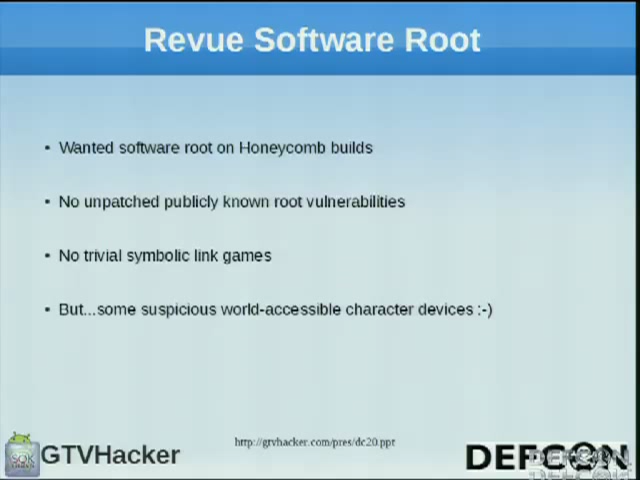 Revue Software Root
• Wanted software root on Honeycomb builds
• No unpatched publicly known root vulnerabilities
• No trivial symbolic link games
• But...some suspicious world-accessible character devices :-)
http://gtvhacker.com/pres/dc20.ppt
GTVHacker
DEFCON
DEFCON